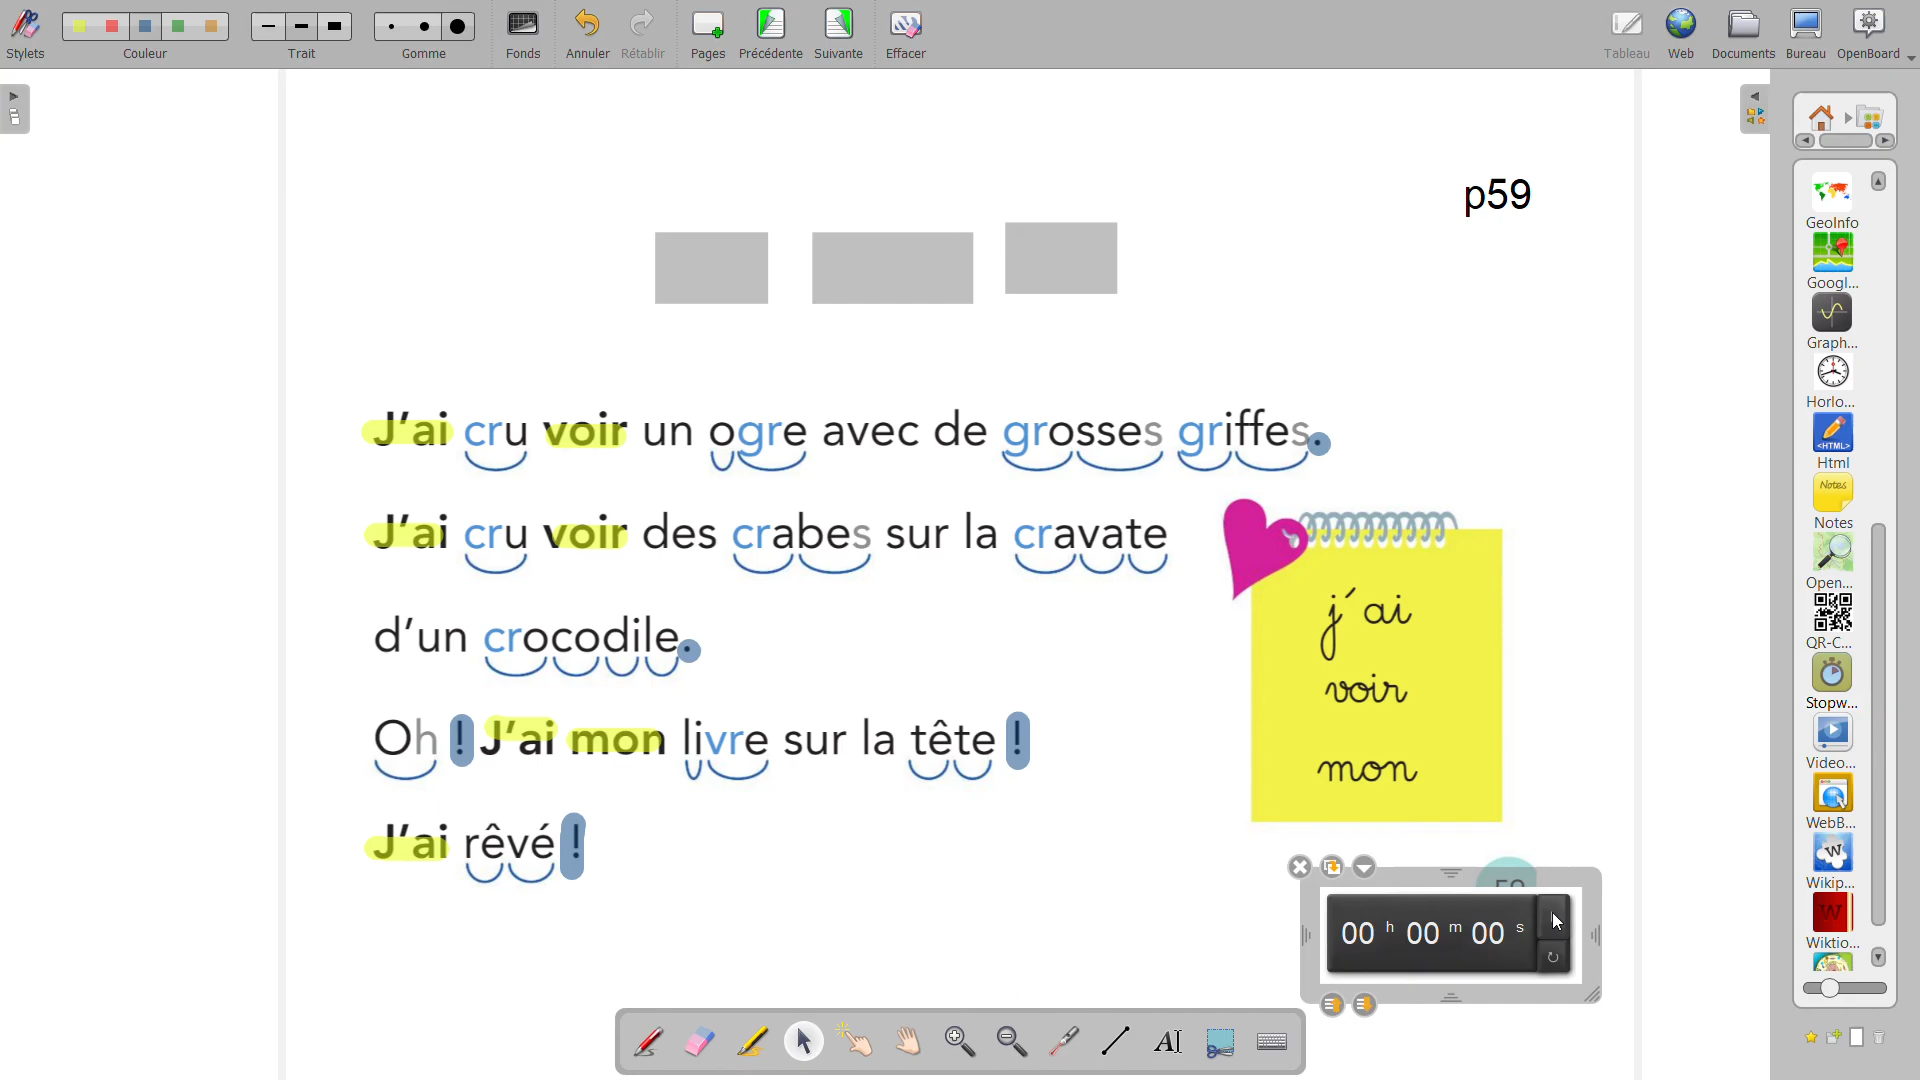 Stylets
Couleur
Trait
Gomme
Fonds
Annuler
Rétablir
Pages
Précédente
Suivante
Effacer
Tableau
Web
Documents
Bureau
OpenBoard
p59
J'ai cru voir un ogre avec de grosses griffes.
J'ai cru voir des crabes sur la cravate
d'un crocodile.
Oh ! J'ai mon livre sur la tête !
J'ai rêvé !
j'ai
voir
mon
00 h 00 m 00 s
GeoInfo
Googl...
Graph...
Horlo...
<HTML>
Html
Notes
Notes
Open...
QR-C...
Stopw...
Video...
WebB...
W
Wikip...
W
Wiktio...
AI